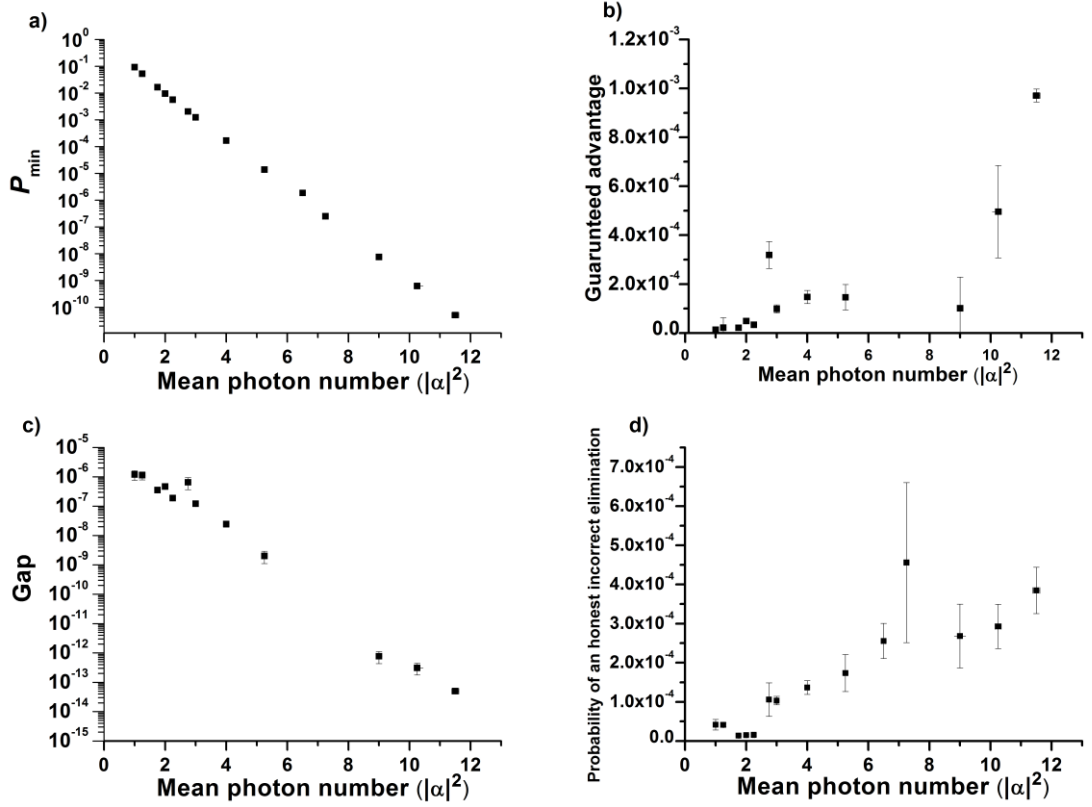 a)
10^0
10^-1
10^-2
10^-3
10^-4
10^-5
10^-6
10^-7
10^-8
10^-9
10^-10
P_min
0 2 4 6 8 10 12
Mean photon number (|α|^2)
b)
1.2x10^-3
1.0x10^-3
8.0x10^-4
6.0x10^-4
4.0x10^-4
2.0x10^-4
0.0
Guarunteed advantage
0 2 4 6 8 10 12
Mean photon number (|α|^2)
c)
10^-5
10^-6
10^-7
10^-8
10^-9
10^-10
10^-11
10^-12
10^-13
10^-14
10^-15
Gap
0 2 4 6 8 10 12
Mean photon number (|α|^2)
d)
7.0x10^-4
6.0x10^-4
5.0x10^-4
4.0x10^-4
3.0x10^-4
2.0x10^-4
1.0x10^-4
0.0
Probability of an honest incorrect elimination
0 2 4 6 8 10 12
Mean photon number (|α|^2)